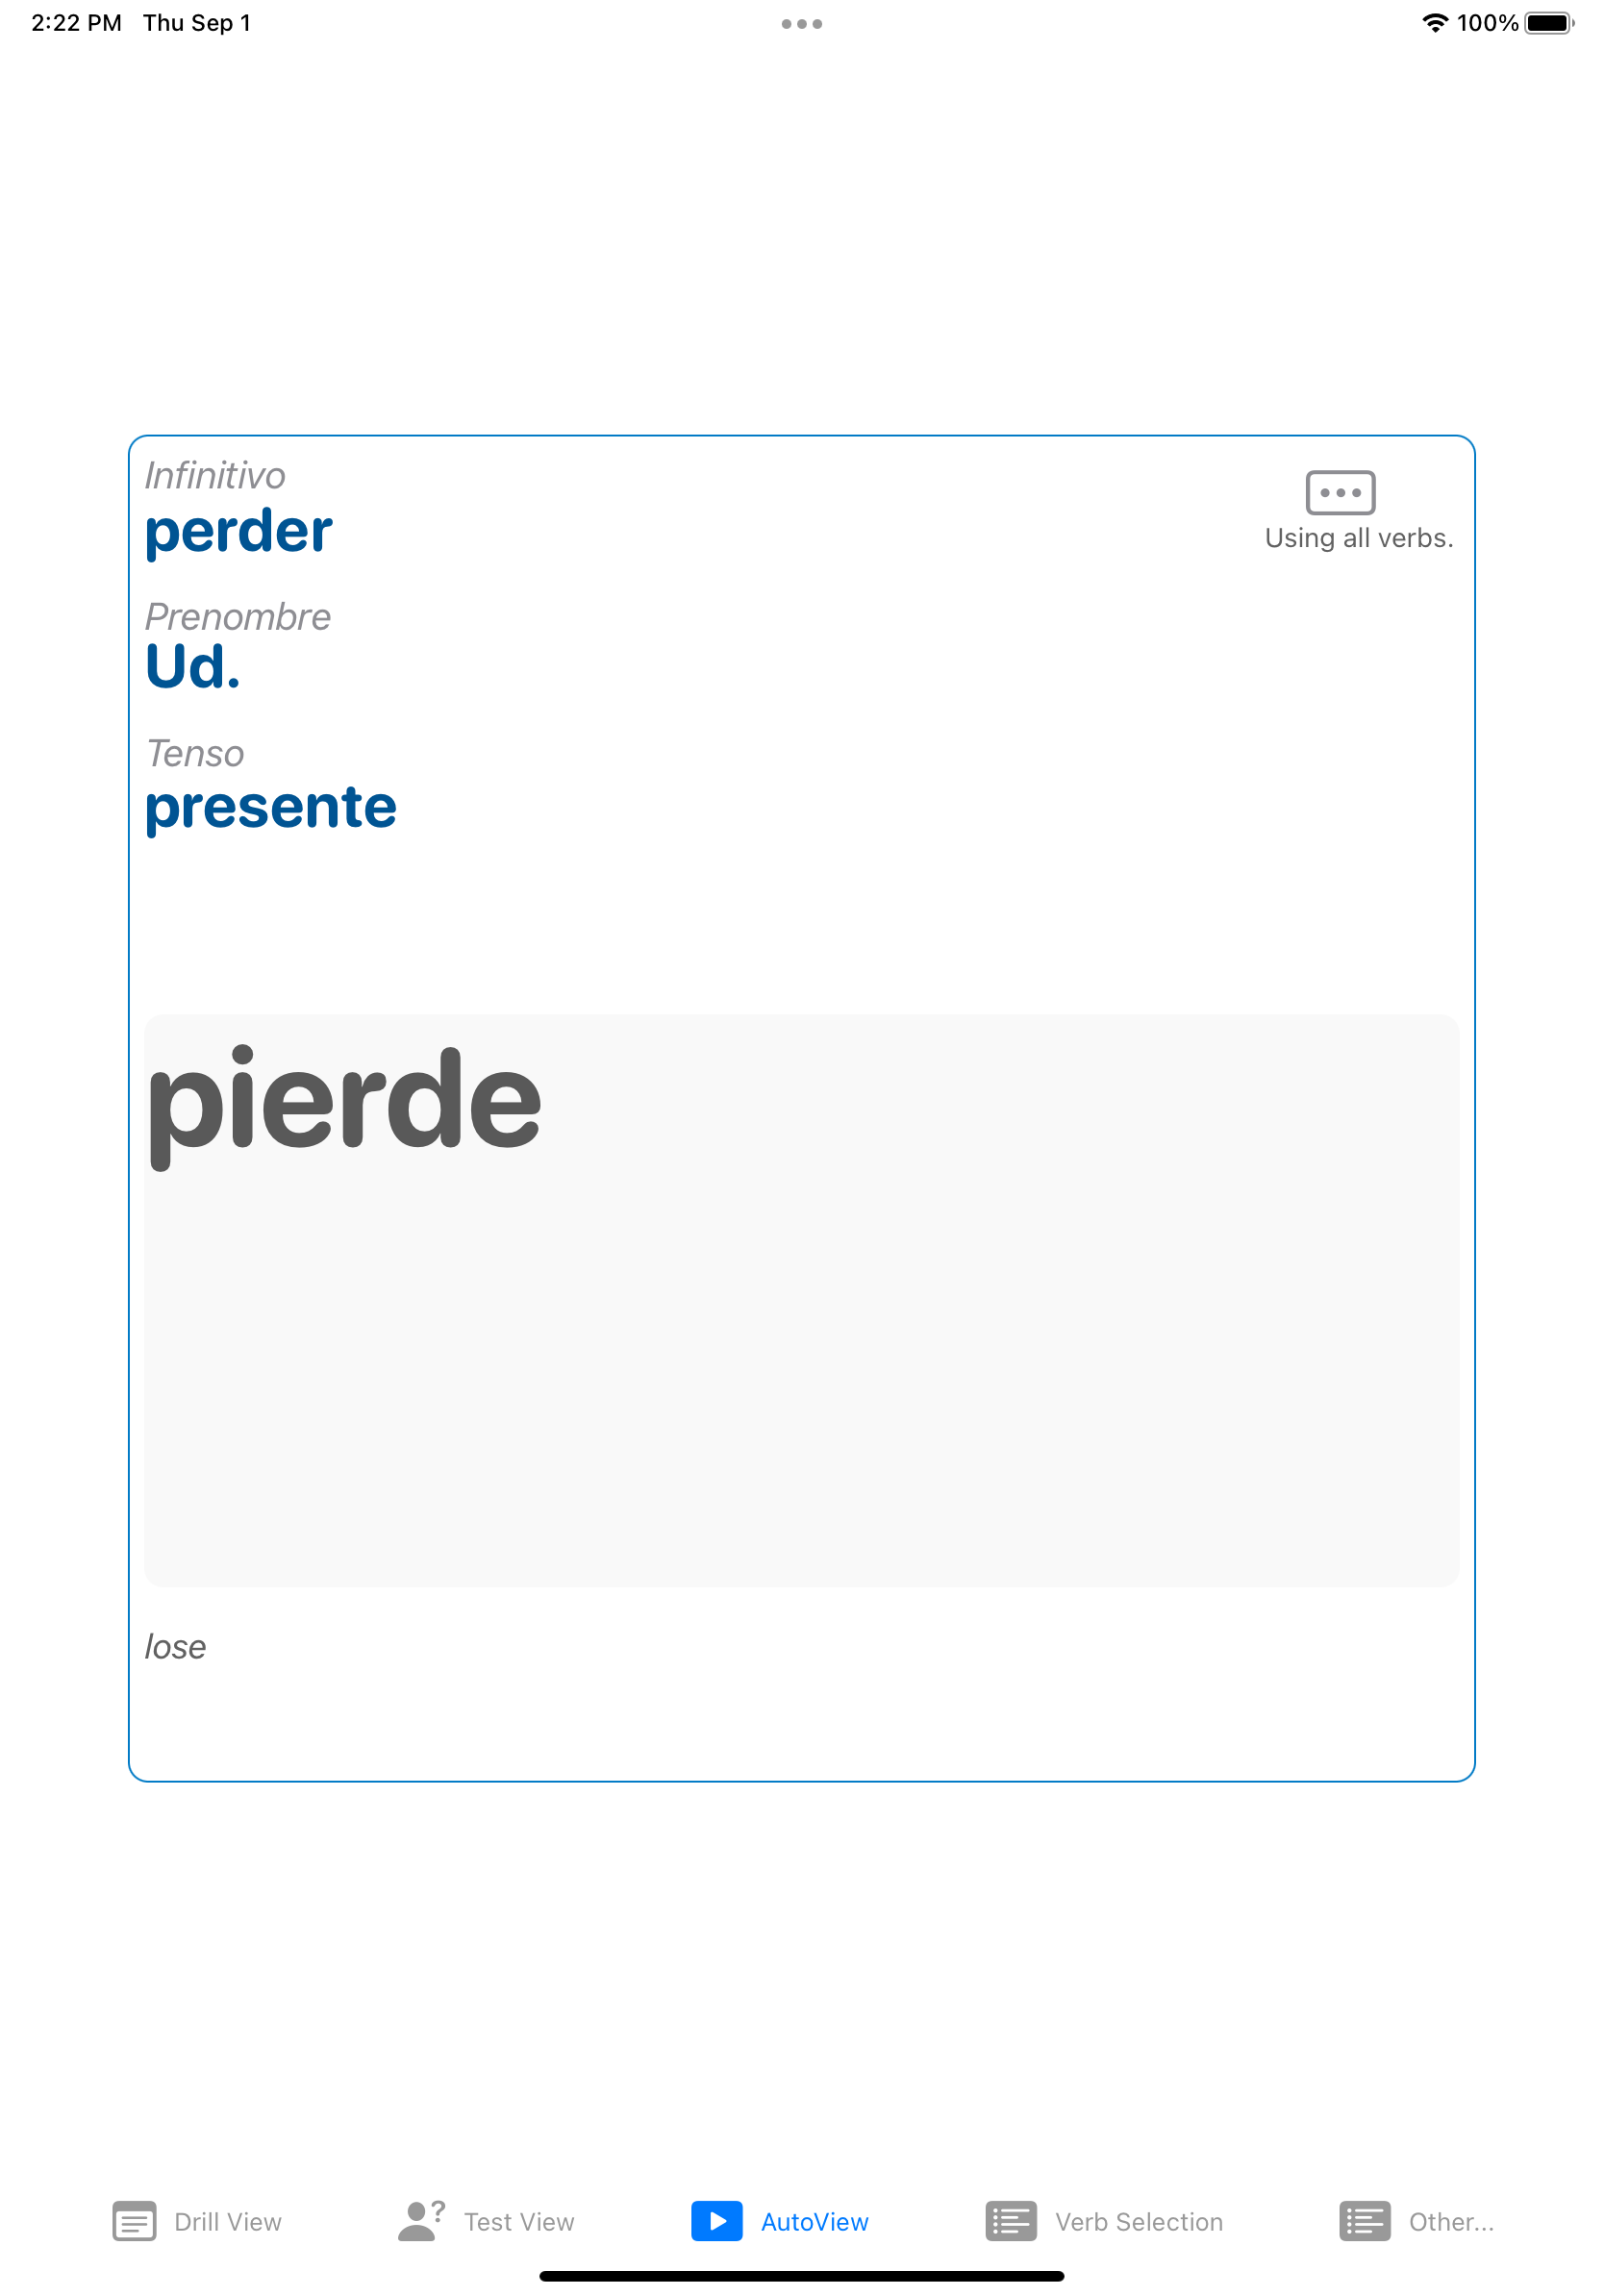 2:22 PM Thu Sep 1 100%
Infinitivo
perder
Using all verbs.
Prenombre
Ud.
Tenso
presente
pierde
lose
Drill View Test View AutoView Verb Selection Other...